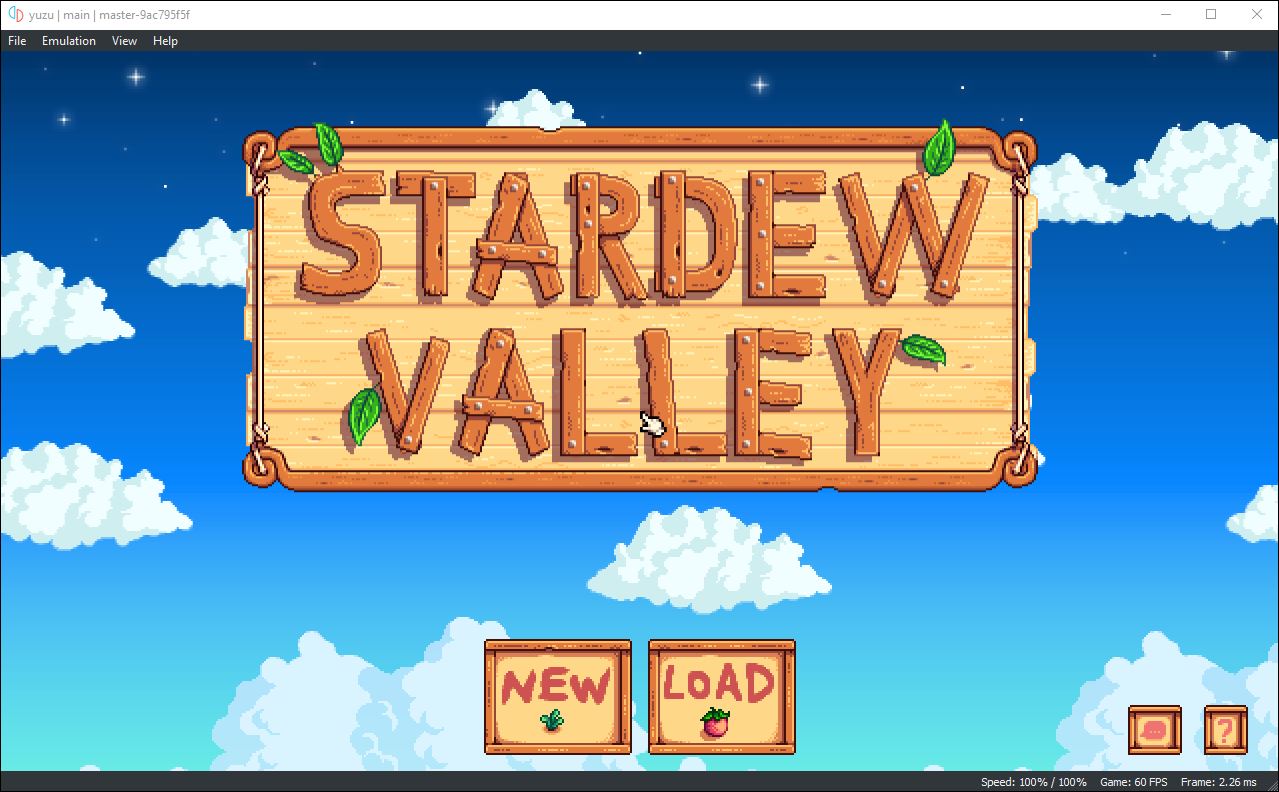 yuzu | main | master-9ac795f5f
File Emulation View Help
STARDEW
VALLEY
NEW LOAD
?
Speed: 100% / 100% Game: 60 FPS Frame: 2.26 ms